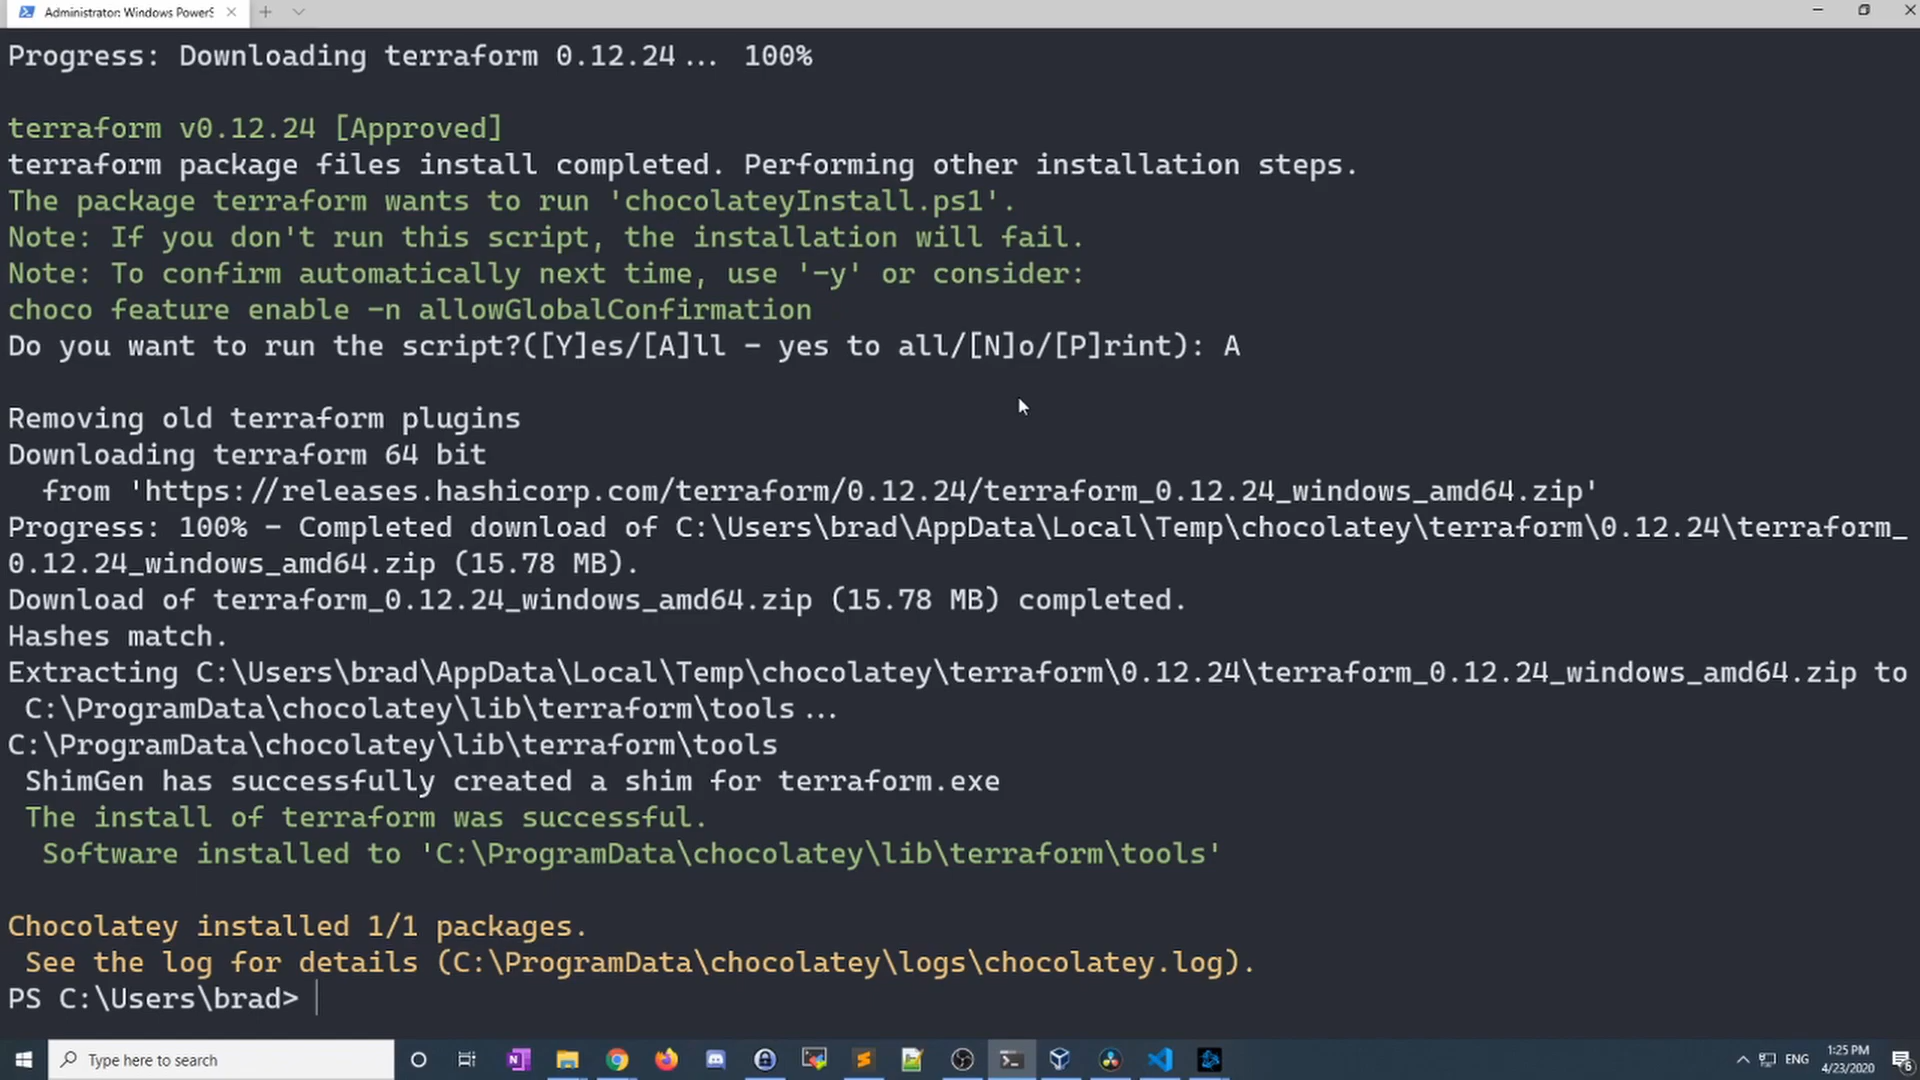 Administrator: Windows PowerS
Progress: Downloading terraform 0.12.24... 100%
terraform v0.12.24 [Approved]
terraform package files install completed. Performing other installation steps.
The package terraform wants to run 'chocolateyInstall.ps1'.
Note: If you don't run this script, the installation will fail.
Note: To confirm automatically next time, use '-y' or consider:
choco feature enable -n allowGlobalConfirmation
Do you want to run the script?([Y]es/[A]ll - yes to all/[N]o/[P]rint): A
Removing old terraform plugins
Downloading terraform 64 bit
from 'https://releases.hashicorp.com/terraform/0.12.24/terraform_0.12.24_windows_amd64.zip'
Progress: 100% - Completed download of C:\Users\brad\AppData\Local\Temp\chocolatey\terraform\0.12.24\terraform_
0.12.24_windows_amd64.zip (15.78 MB).
Download of terraform_0.12.24_windows_amd64.zip (15.78 MB) completed.
Hashes match.
Extracting C:\Users\brad\AppData\Local\Temp\chocolatey\terraform\0.12.24\terraform_0.12.24_windows_amd64.zip to
C:\ProgramData\chocolatey\lib\terraform\tools...
C:\ProgramData\chocolatey\lib\terraform\tools
ShimGen has successfully created a shim for terraform.exe
The install of terraform was successful.
Software installed to 'C:\ProgramData\chocolatey\lib\terraform\tools'
Chocolatey installed 1/1 packages.
See the log for details (C:\ProgramData\chocolatey\logs\chocolatey.log).
PS C:\Users\brad>
Type here to search
ENG
1:25 PM
4/23/2020
6